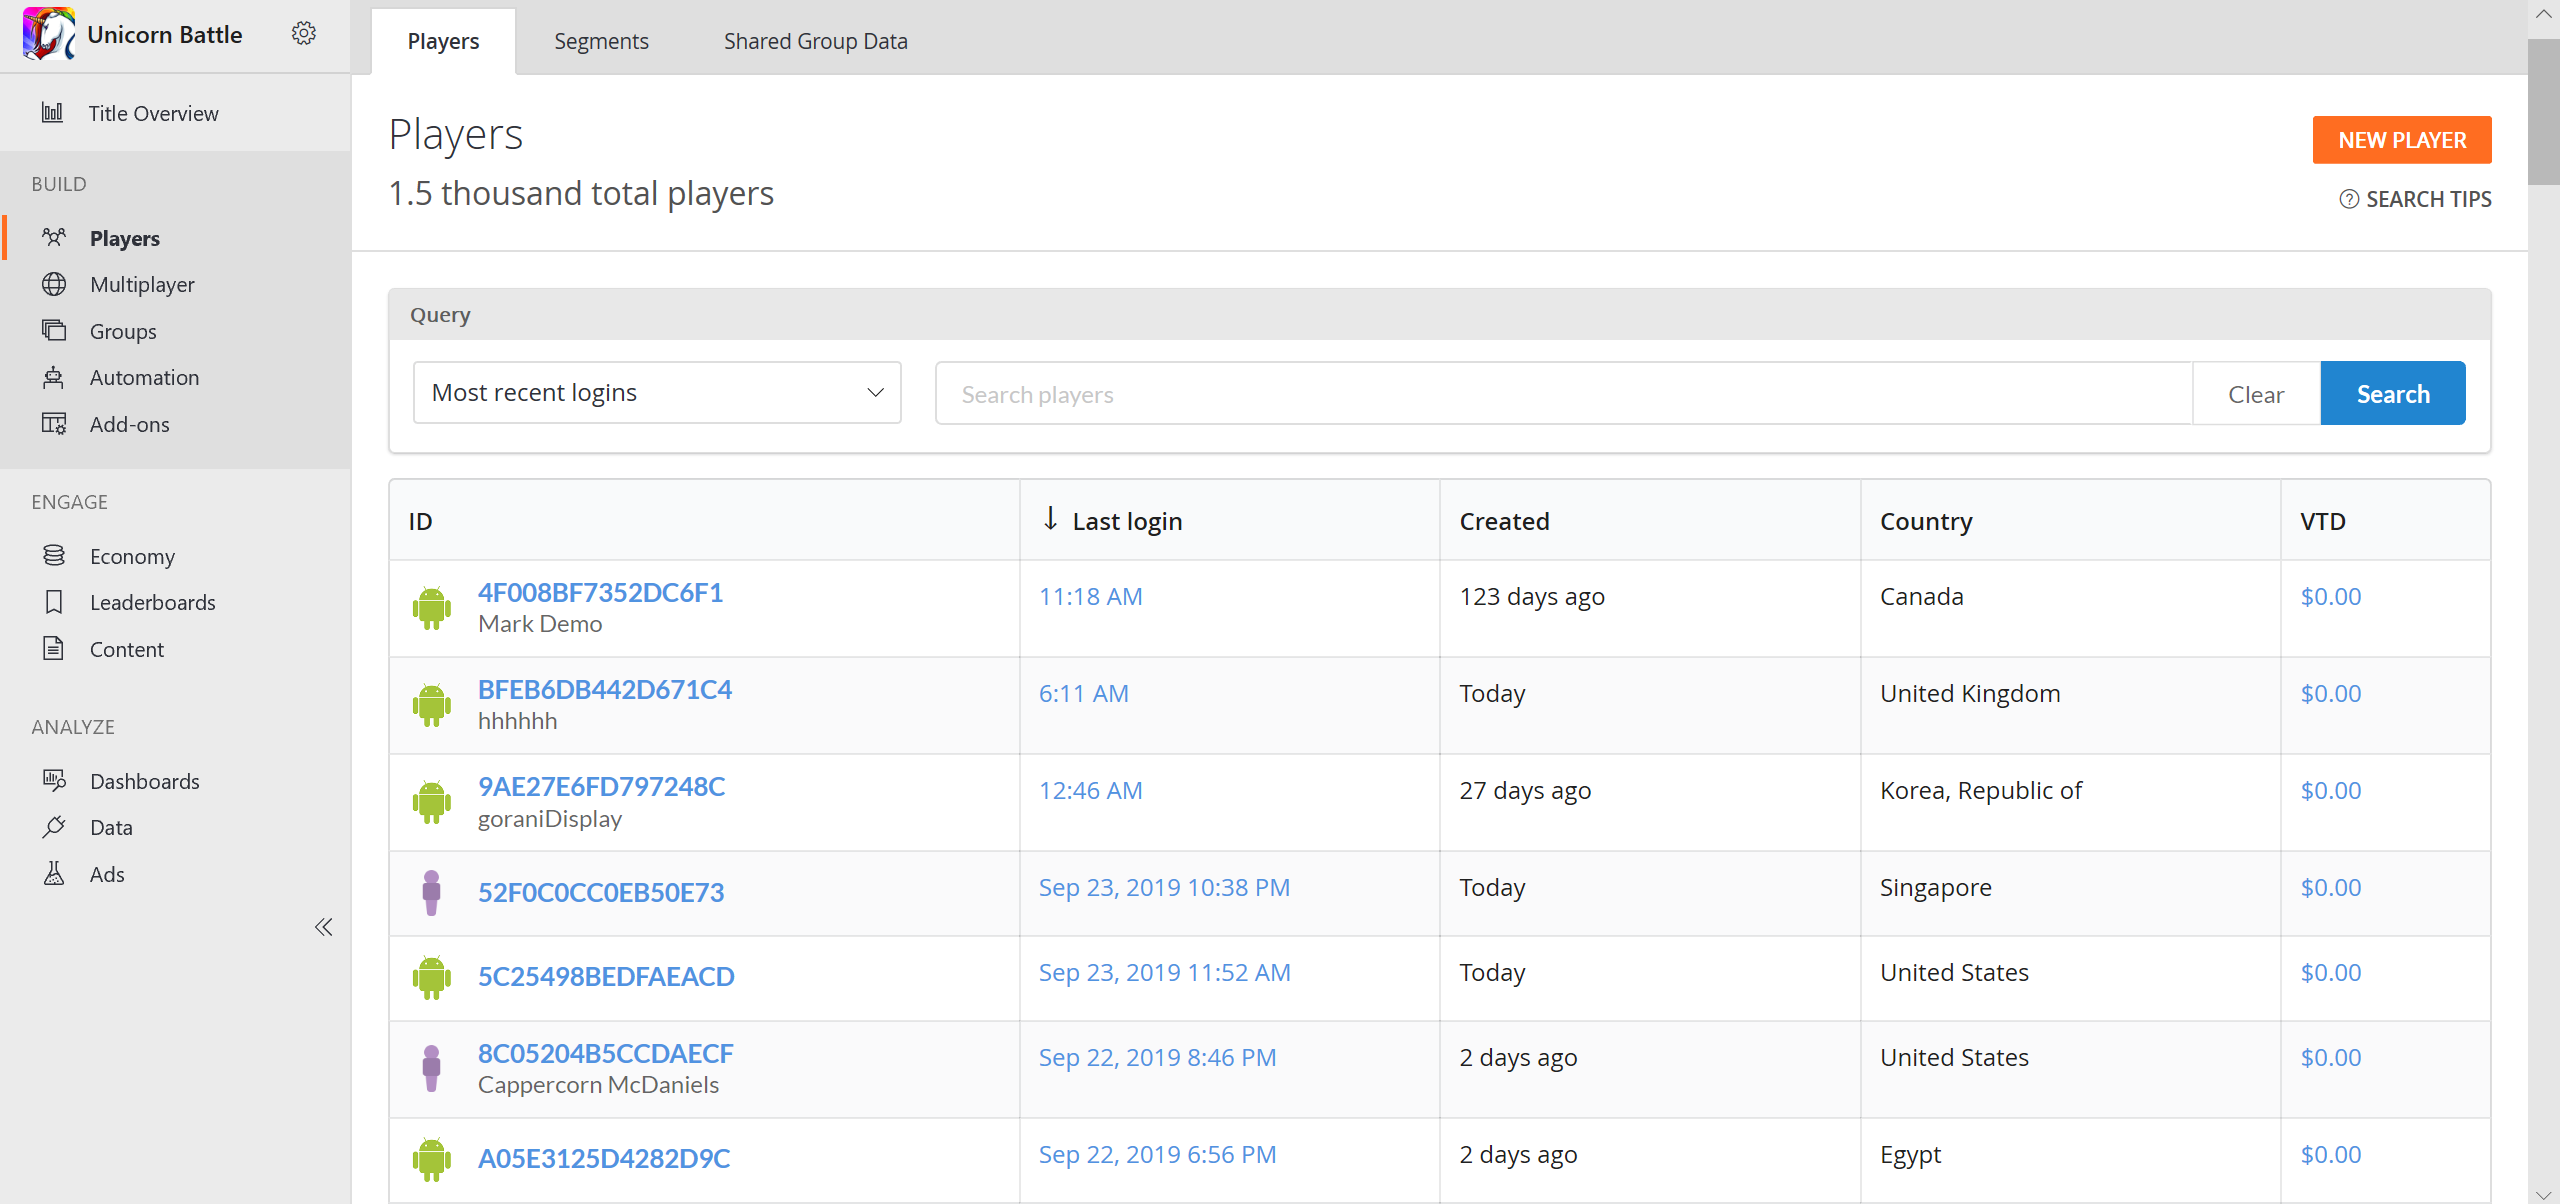 Unicorn Battle
Title Overview
BUILD
Players
Multiplayer
Groups
Automation
Add-ons
ENGAGE
Economy
Leaderboards
Content
ANALYZE
Dashboards
Data
Ads
Players Segments Shared Group Data
Players
1.5 thousand total players
NEW PLAYER
SEARCH TIPS
Query
Most recent logins Search players Clear Search
ID Last login Created Country VTD
4F008BF7352DC6F1 11:18 AM 123 days ago Canada $0.00
Mark Demo
BFEB6DB442D671C4 6:11 AM Today United Kingdom $0.00
hhhhhh
9AE27E6FD797248C 12:46 AM 27 days ago Korea, Republic of $0.00
goraniDisplay
52F0C0CC0EB50E73 Sep 23, 2019 10:38 PM Today Singapore $0.00
5C25498BEDFAEACD Sep 23, 2019 11:52 AM Today United States $0.00
8C05204B5CCDAECF Sep 22, 2019 8:46 PM 2 days ago United States $0.00
Cappercorn McDaniels
A05E3125D4282D9C Sep 22, 2019 6:56 PM 2 days ago Egypt $0.00